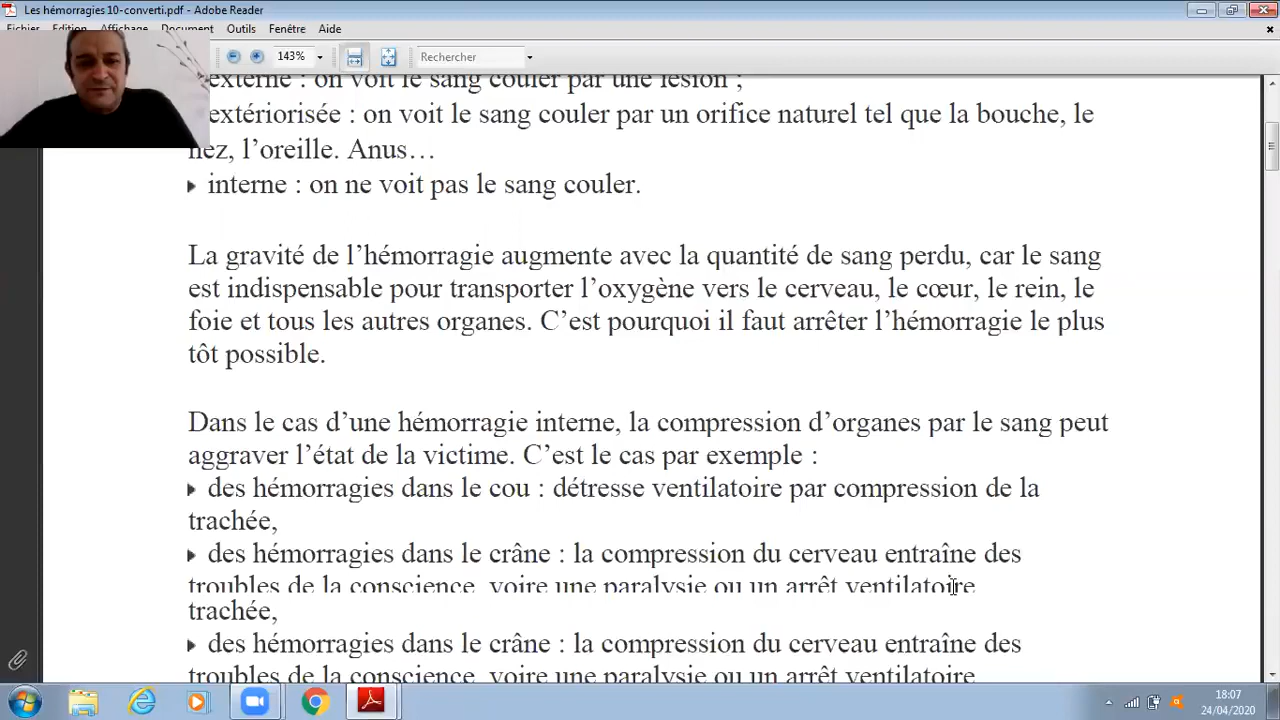 Les hémorragies 10-converti.pdf - Adobe Reader
Fichier Edition Affichage Document Outils Fenêtre Aide
143% Rechercher
externe : on voit le sang couler par une lésion ;
extériorisée : on voit le sang couler par un orifice naturel tel que la bouche, le
nez, l’oreille. Anus…
interne : on ne voit pas le sang couler.
La gravité de l’hémorragie augmente avec la quantité de sang perdu, car le sang
est indispensable pour transporter l’oxygène vers le cerveau, le cœur, le rein, le
foie et tous les autres organes. C’est pourquoi il faut arrêter l’hémorragie le plus
tôt possible.
Dans le cas d’une hémorragie interne, la compression d’organes par le sang peut
aggraver l’état de la victime. C’est le cas par exemple :
des hémorragies dans le cou : détresse ventilatoire par compression de la
trachée,
des hémorragies dans le crâne : la compression du cerveau entraîne des
troubles de la conscience, voire une paralysie ou un arrêt ventilatoire
trachée,
des hémorragies dans le crâne : la compression du cerveau entraîne des
troubles de la conscience, voire une paralysie ou un arrêt ventilatoire
18:07
24/04/2020